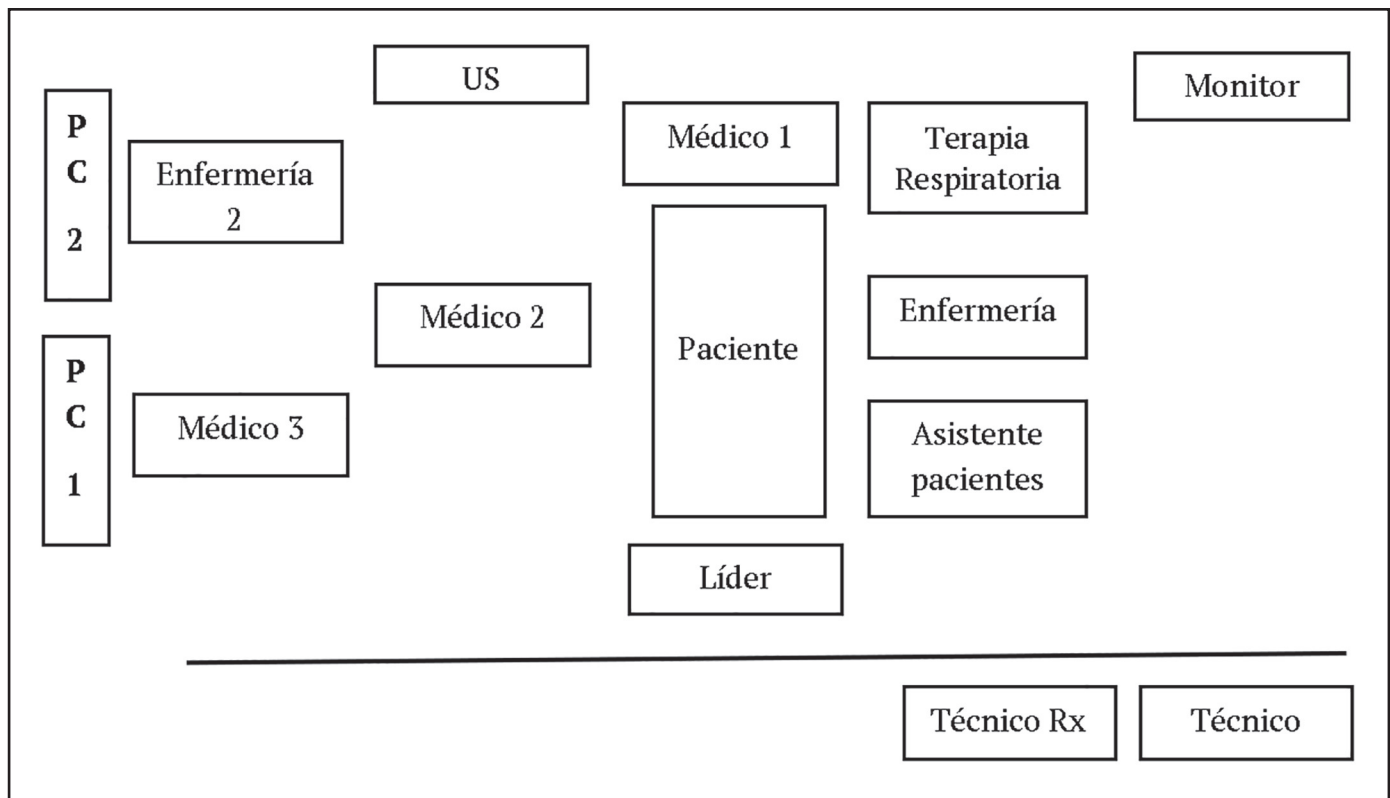 US
Monitor
P
C
2
Enfermería
2
Médico 1
Terapia
Respiratoria
Médico 2
Paciente
Enfermería
P
C
1
Médico 3
Asistente
pacientes
Líder
Técnico Rx
Técnico